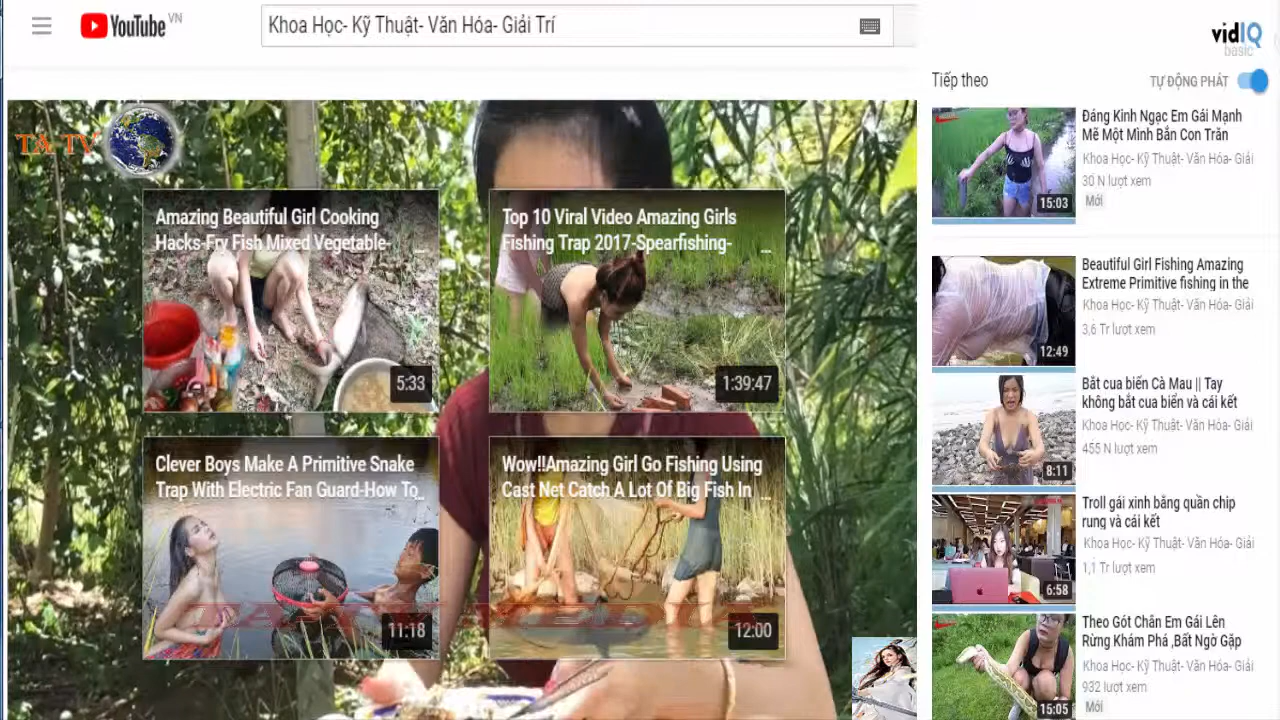 YouTube VN
Khoa Học- Kỹ Thuật- Văn Hóa- Giải Trí
TA TV
Amazing Beautiful Girl Cooking
Hacks-Fry Fish Mixed Vegetable-
...
5:33
Top 10 Viral Video Amazing Girls
Fishing Trap 2017-Spearfishing-
...
1:39:47
Clever Boys Make A Primitive Snake
Trap With Electric Fan Guard-How To...
11:18
Wow!!Amazing Girl Go Fishing Using
Cast Net Catch A Lot Of Big Fish In ...
12:00
MEDIA
vidIQ
basic
Tiếp theo
TỰ ĐỘNG PHÁT
Đáng Kinh Ngạc Em Gái Mạnh
Mẽ Một Mình Bắn Con Trăn
Khoa Học- Kỹ Thuật- Văn Hóa- Giải
30 N lượt xem
Mới
15:03
Beautiful Girl Fishing Amazing
Extreme Primitive fishing in the
Khoa Học- Kỹ Thuật- Văn Hóa- Giải
3,6 Tr lượt xem
12:49
Bắt cua biển Cà Mau || Tay
không bắt cua biển và cái kết
Khoa Học- Kỹ Thuật- Văn Hóa- Giải
455 N lượt xem
8:11
Troll gái xinh bằng quần chip
rung và cái kết
Khoa Học- Kỹ Thuật- Văn Hóa- Giải
1,1 Tr lượt xem
6:58
Theo Gót Chân Em Gái Lên
Rừng Khám Phá ,Bất Ngờ Gặp
Khoa Học- Kỹ Thuật- Văn Hóa- Giải
932 lượt xem
Mới
15:05